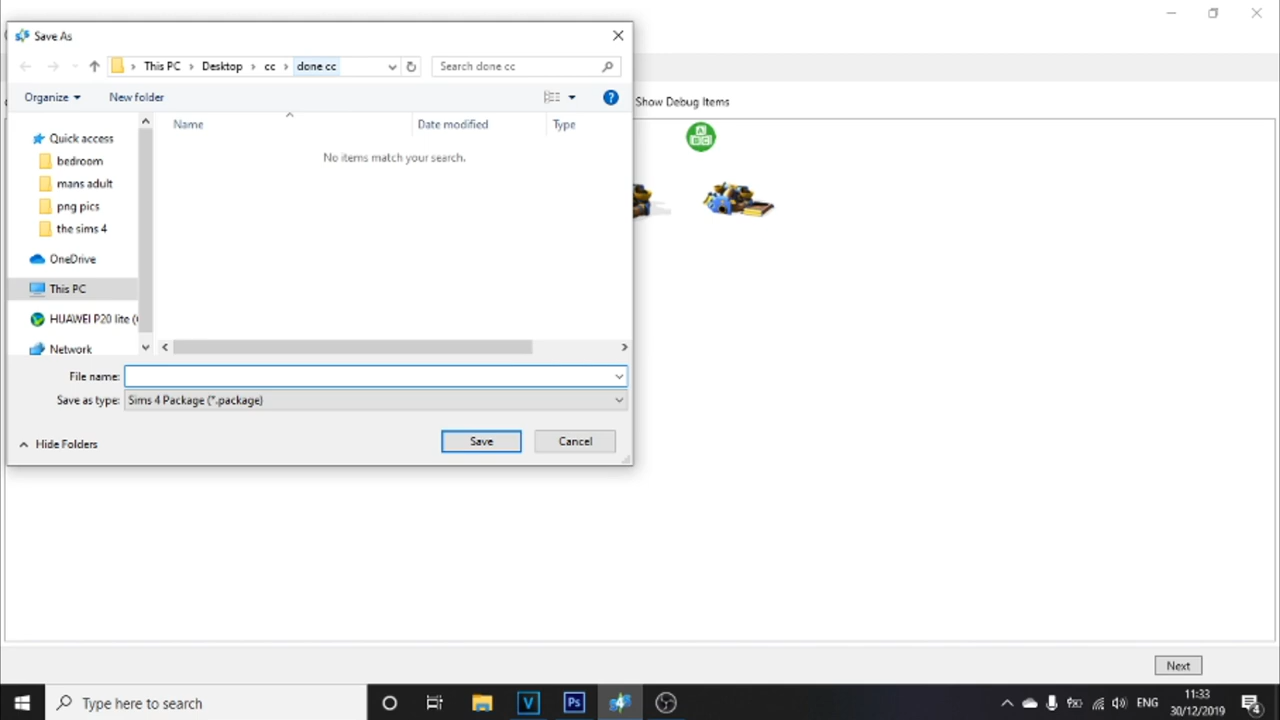 Save As
This PC > Desktop > cc > done cc
Search done cc
Organize
New folder
Show Debug Items
Name
Date modified
Type
No items match your search.
Quick access
bedroom
mans adult
png pics
the sims 4
OneDrive
This PC
HUAWEI P20 lite (
Network
File name:
Save as type: Sims 4 Package (*.package)
Hide Folders
Save
Cancel
Next
Type here to search
ENG
11:33
30/12/2019